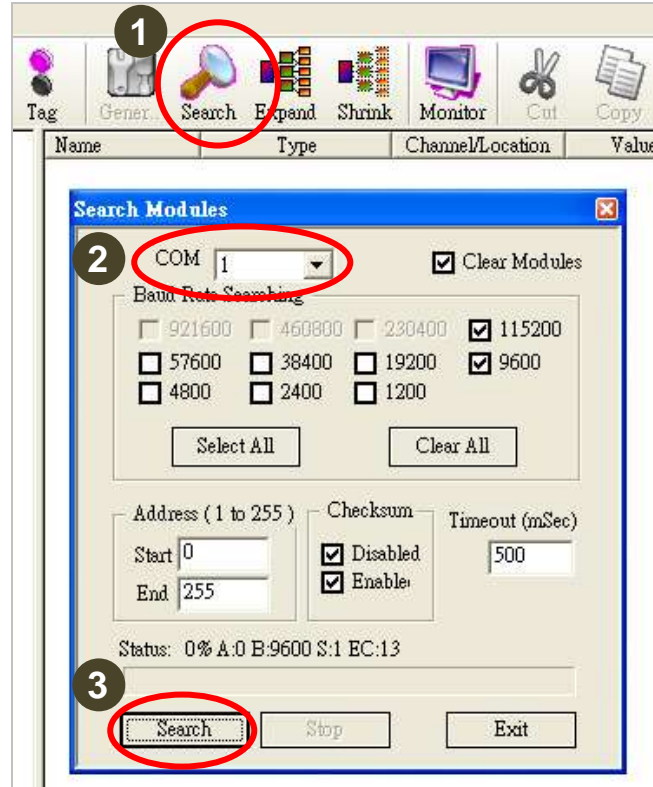 1
Tag Gener... Search Expand Shrink Monitor Cut Copy
Name Type Channel/Location Value
Search Modules
2 COM 1 Clear Modules
Baud Rate Searching
921600 460800 230400 115200
57600 38400 19200 9600
4800 2400 1200
Select All Clear All
Address ( 1 to 255 ) Checksum Timeout (mSec)
Start 0 Disabled 500
End 255 Enable
Status: 0% A:0 B:9600 S:1 EC:13
3
Search Stop Exit